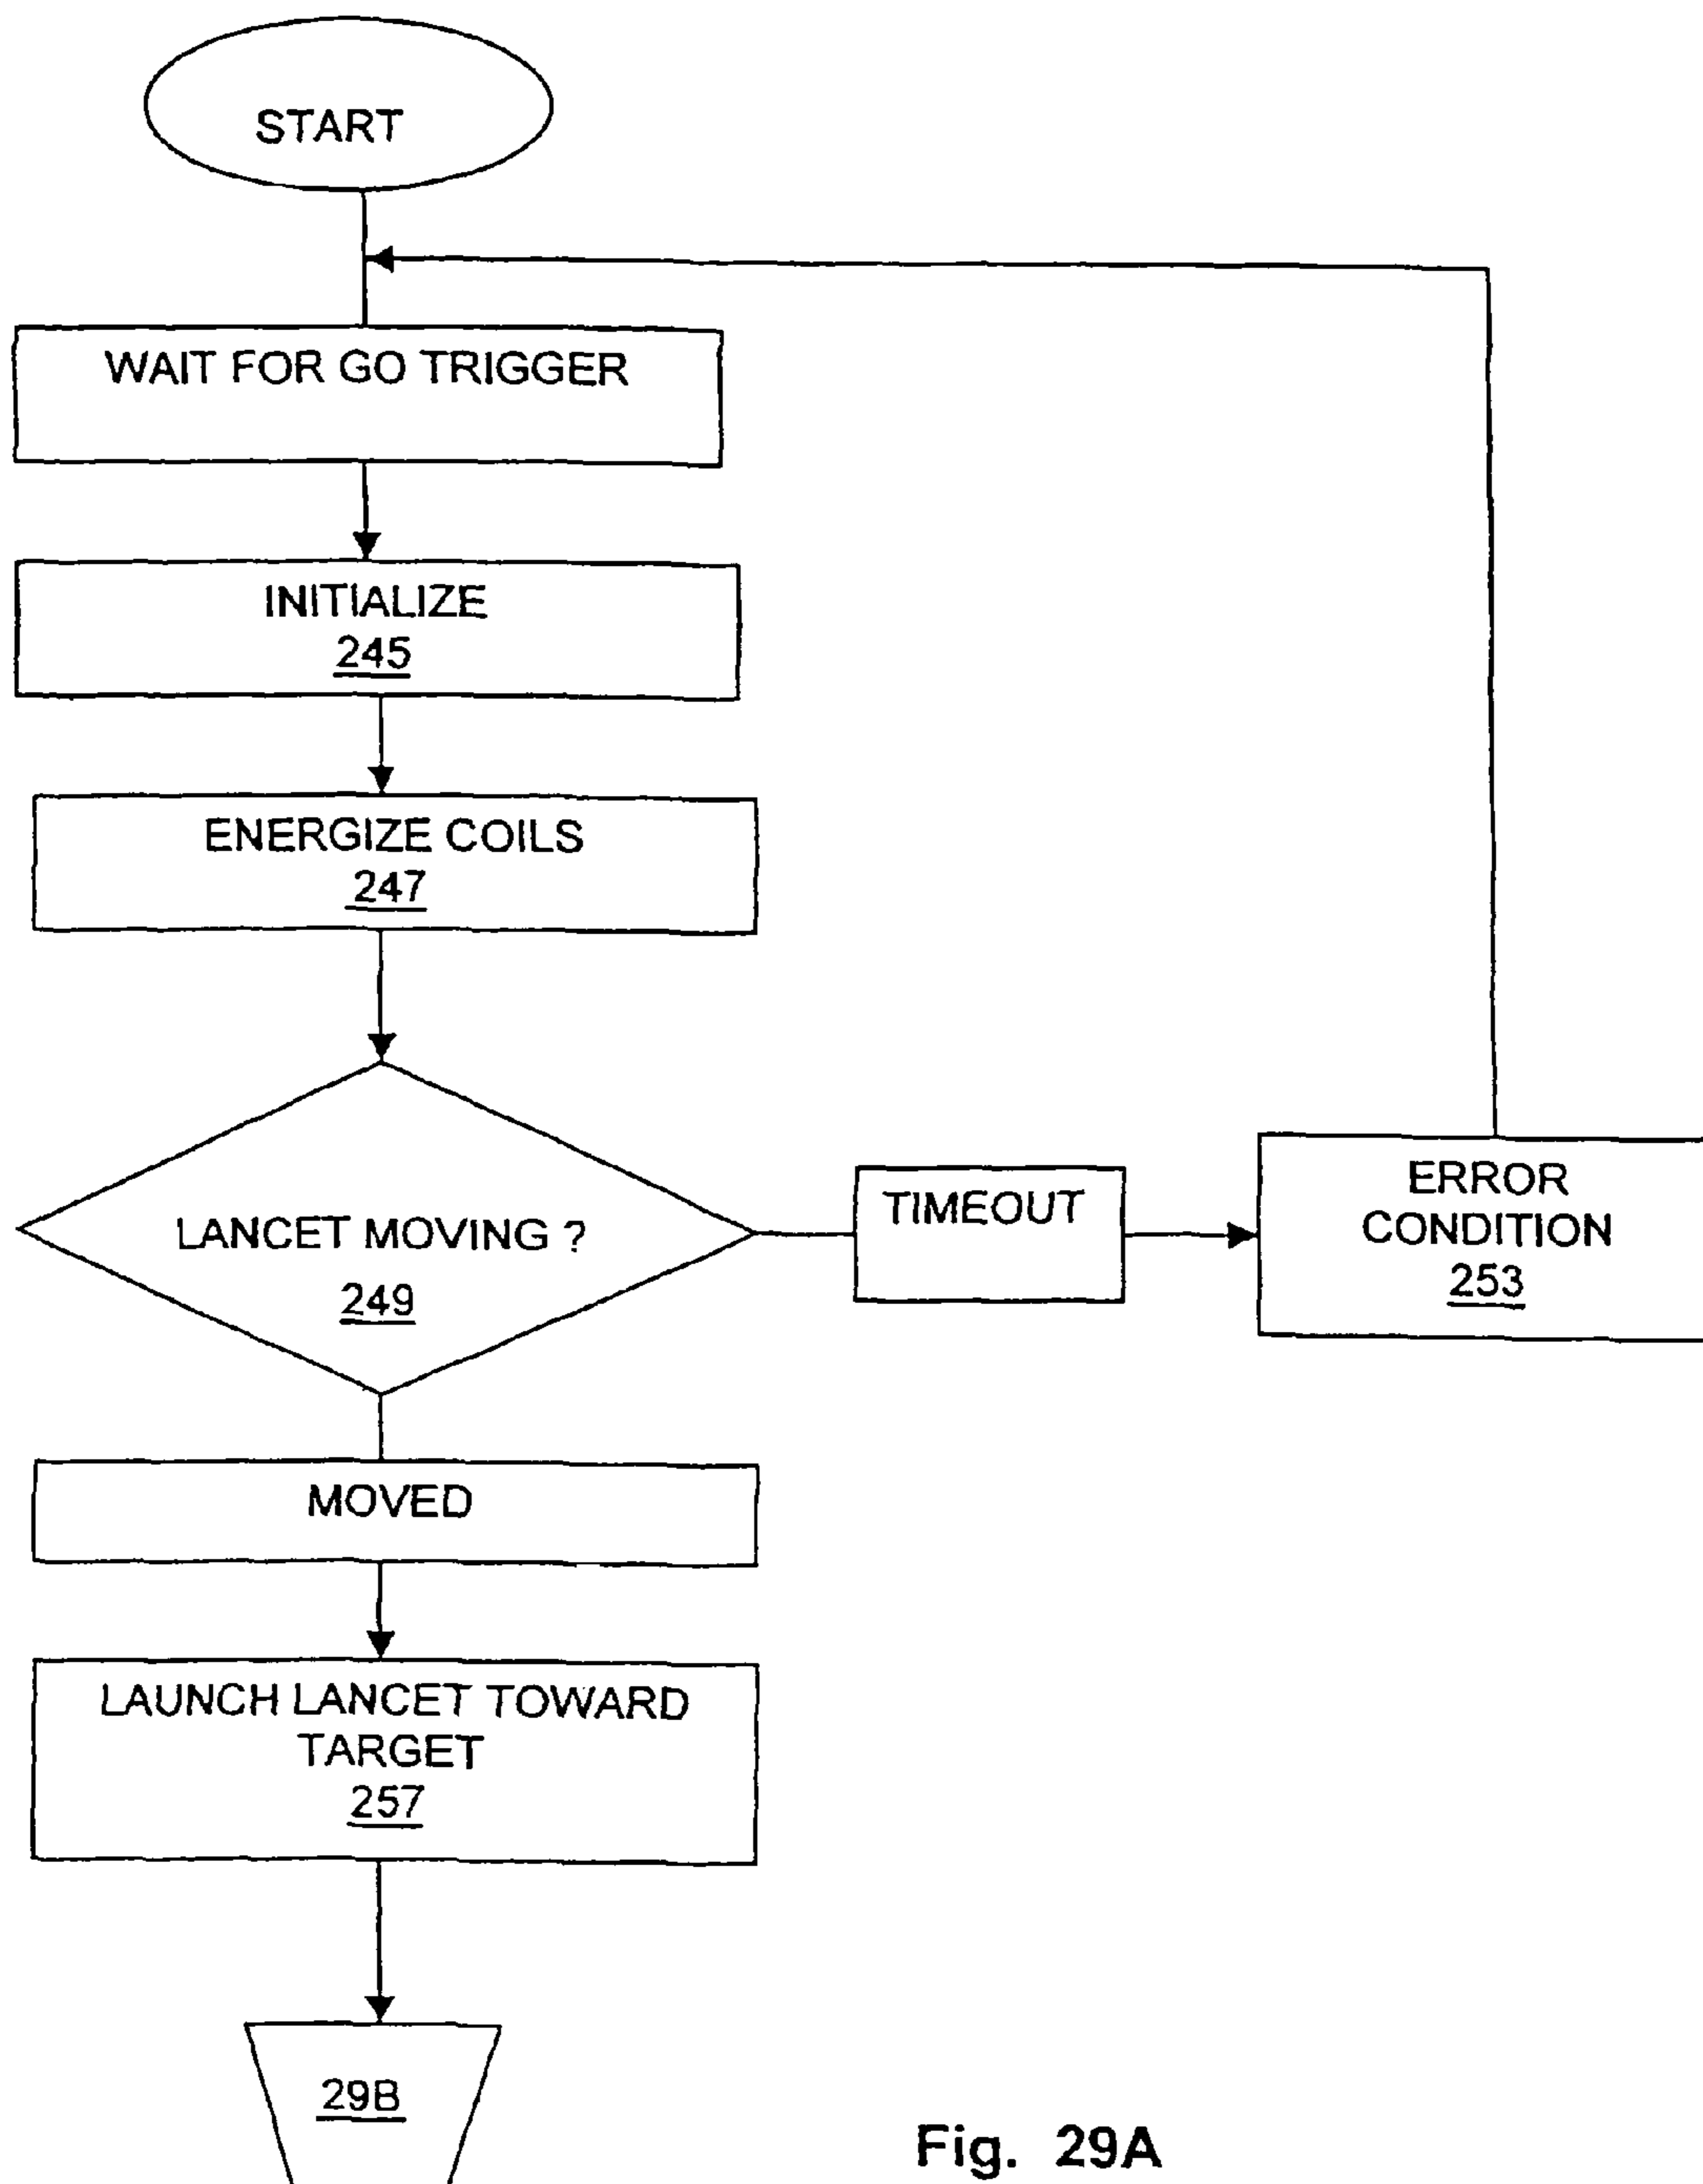 START
WAIT FOR GO TRIGGER
INITIALIZE
245
ENERGIZE COILS
247
LANCET MOVING ?
249
TIMEOUT
ERROR
CONDITION
253
MOVED
LAUNCH LANCET TOWARD
TARGET
257
29B
Fig. 29A